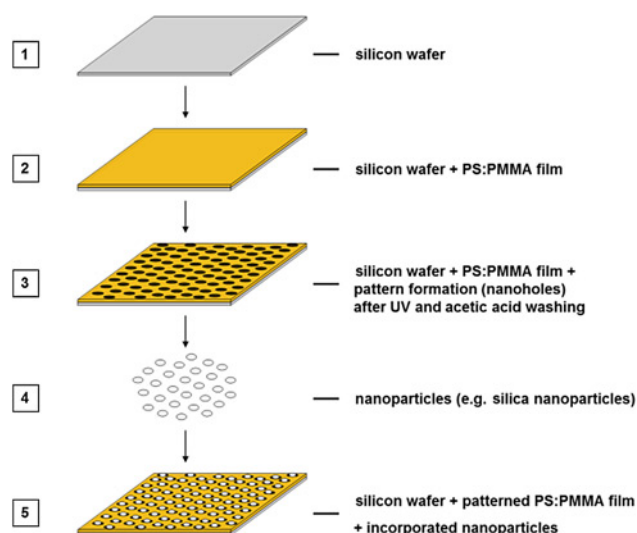 1
silicon wafer
2
silicon wafer + PS:PMMA film
3
silicon wafer + PS:PMMA film +
pattern formation (nanoholes)
after UV and acetic acid washing
4
nanoparticles (e.g. silica nanoparticles)
5
silicon wafer + patterned PS:PMMA film
+ incorporated nanoparticles